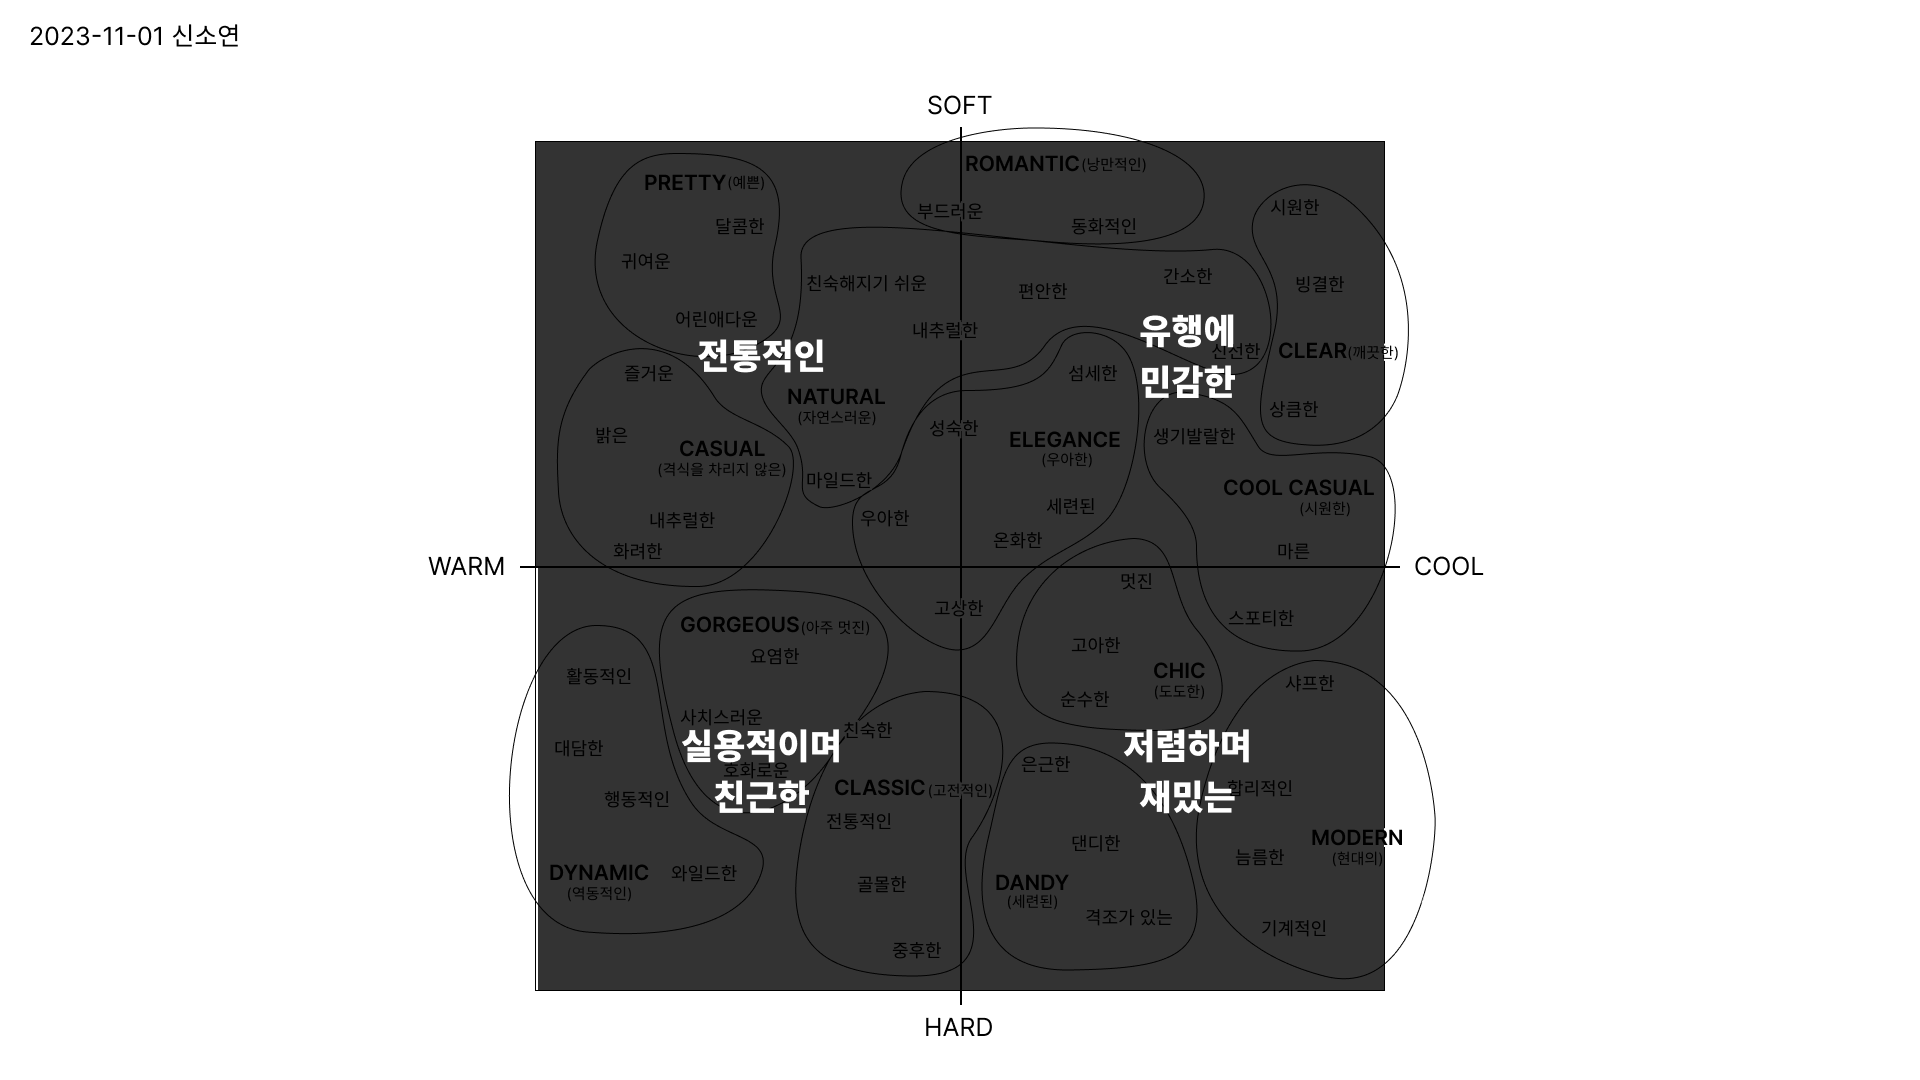 2023-11-01 신소연
SOFT
ROMANTIC(낭만적인)
PRETTY(예쁜)
시원한
부드러운
달콤한
동화적인
귀여운
간소한
친숙해지기 쉬운
빙결한
편안한
어린애다운
내추럴한
유행에
민감한
신선한
CLEAR(깨끗한)
전통적인
즐거운
섬세한
NATURAL
(자연스러운)
상큼한
밝은
성숙한
ELEGANCE
(우아한)
생기발랄한
CASUAL
(격식을 차리지 않은)
마일드한
COOL CASUAL
(시원한)
세련된
내추럴한
우아한
온화한
화려한
마른
WARM
COOL
멋진
고상한
스포티한
GORGEOUS(아주 멋진)
고아한
요염한
활동적인
CHIC
(도도한)
샤프한
순수한
사치스러운
친숙한
실용적이며
친근한
저렴하며
재밌는
대담한
은근한
호화로운
합리적인
CLASSIC(고전적인)
행동적인
전통적인
댄디한
MODERN
(현대의)
늠름한
DYNAMIC
(역동적인)
와일드한
골몰한
DANDY
(세련된)
격조가 있는
기계적인
중후한
HARD